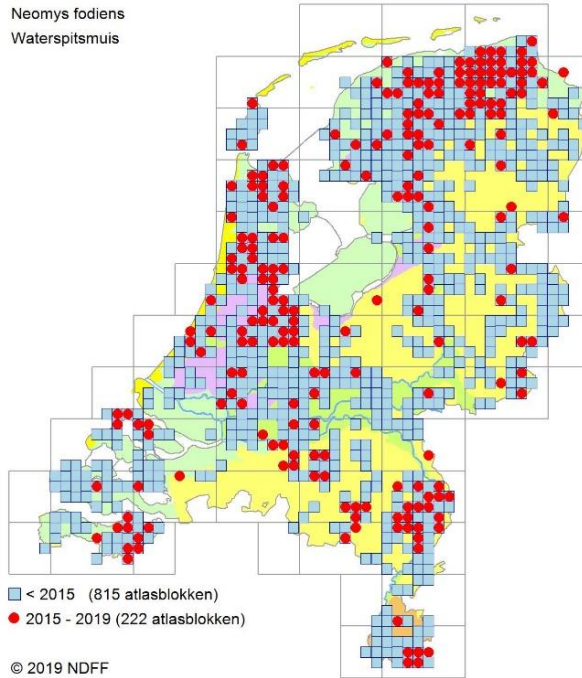 Neomys fodiens
Waterspitsmuis
< 2015 (815 atlasblokken)
2015 - 2019 (222 atlasblokken)
© 2019 NDFF